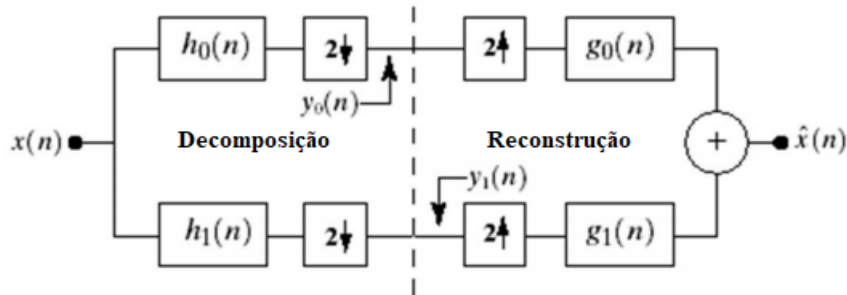 h₀(n) 2↓ 2↑ g₀(n)
y₀(n)
x(n) Decomposição Reconstrução + x̂(n)
y₁(n)
h₁(n) 2↓ 2↑ g₁(n)